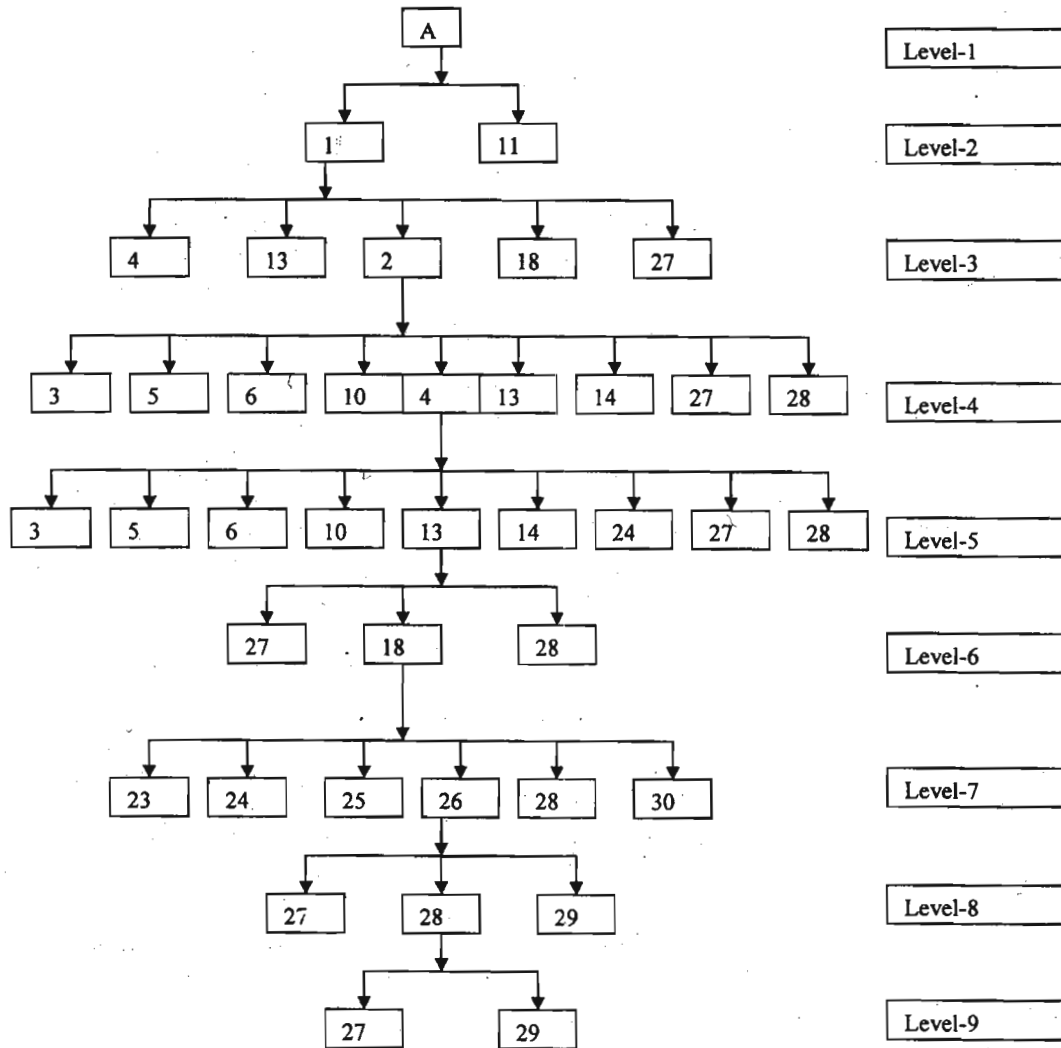 A Level-1
1 11 Level-2
4 13 2 18 27 Level-3
3 5 6 10 4 13 14 27 28 Level-4
3 5 6 10 13 14 24 27 28 Level-5
27 18 28 Level-6
23 24 25 26 28 30 Level-7
27 28 29 Level-8
27 29 Level-9